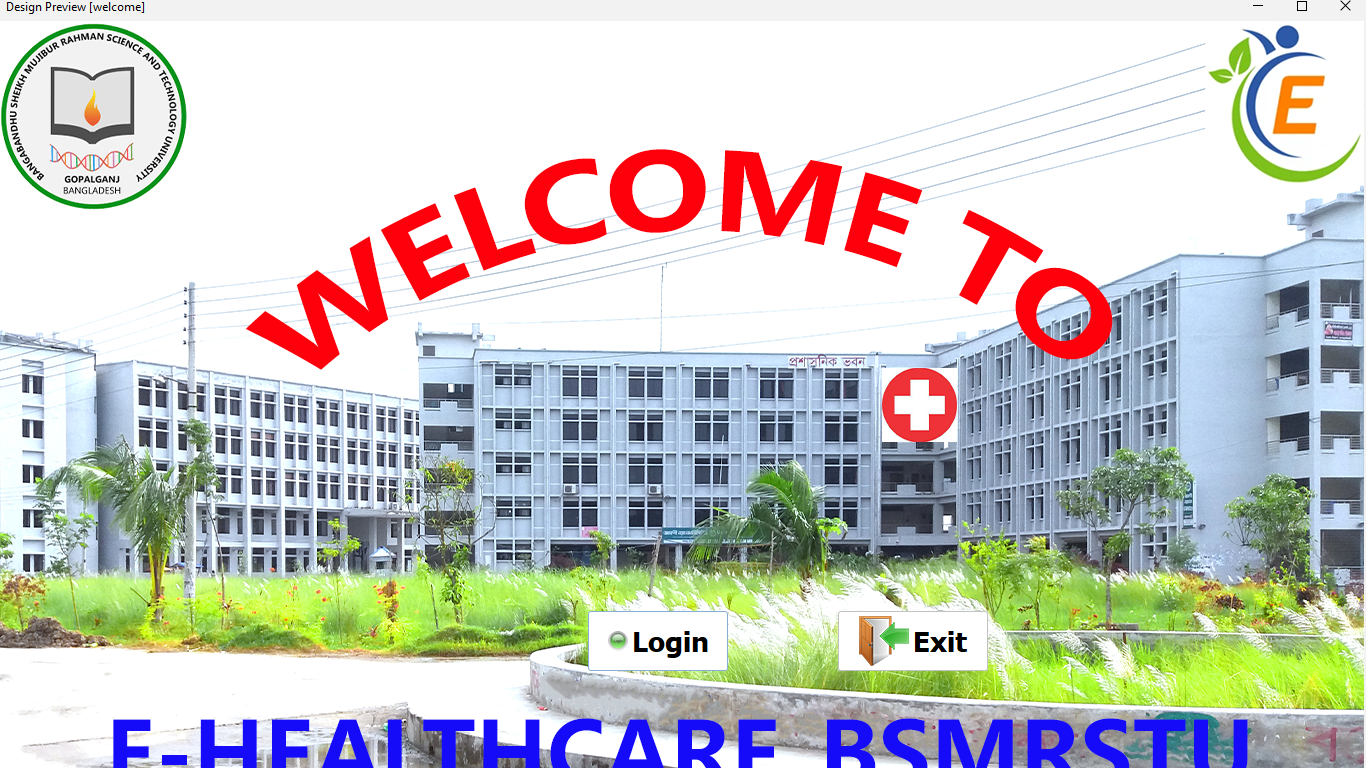 Design Preview [welcome]
BANGABANDHU SHEIKH MUJIBUR RAHMAN SCIENCE AND TECHNOLOGY UNIVERSITY
GOPALGANJ
BANGLADESH
E
WELCOME TO
প্রশাসনিক ভবন
Login
Exit
E-HEALTHCARE BSMRSTU